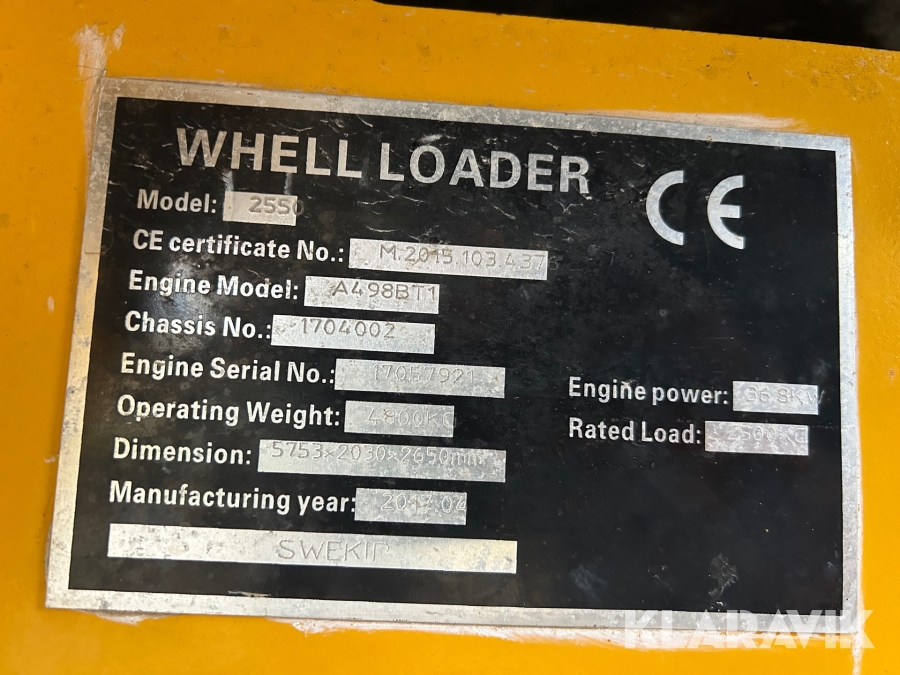 WHELL LOADER
CE
Model: 2550
CE certificate No.: M.2015.103.4376
Engine Model: A498BT1
Chassis No.: 1704002
Engine Serial No.: 17057921
Engine power: 36.8KW
Operating Weight: 4800KG
Rated Load: 2500KG
Dimension: 5753×2030×2650mm
Manufacturing year: 2017.04
SWEKIP
KLARAVIK